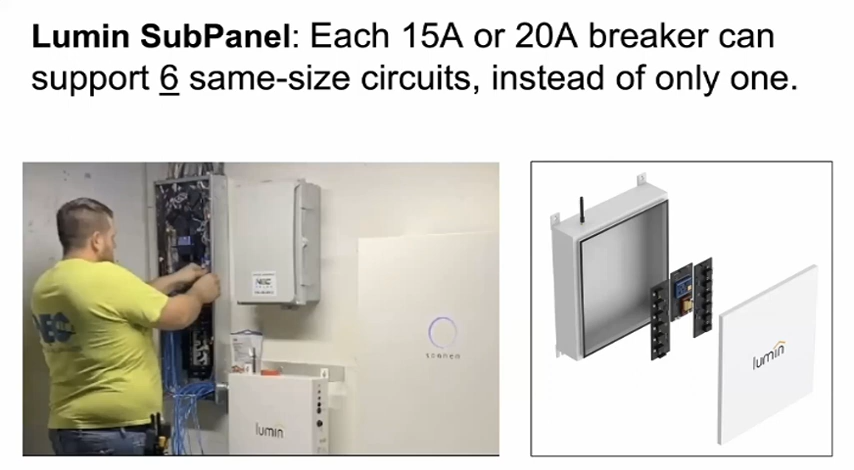 Lumin SubPanel: Each 15A or 20A breaker can
support 6 same-size circuits, instead of only one.
NEC
sonnen
lumin
lumin